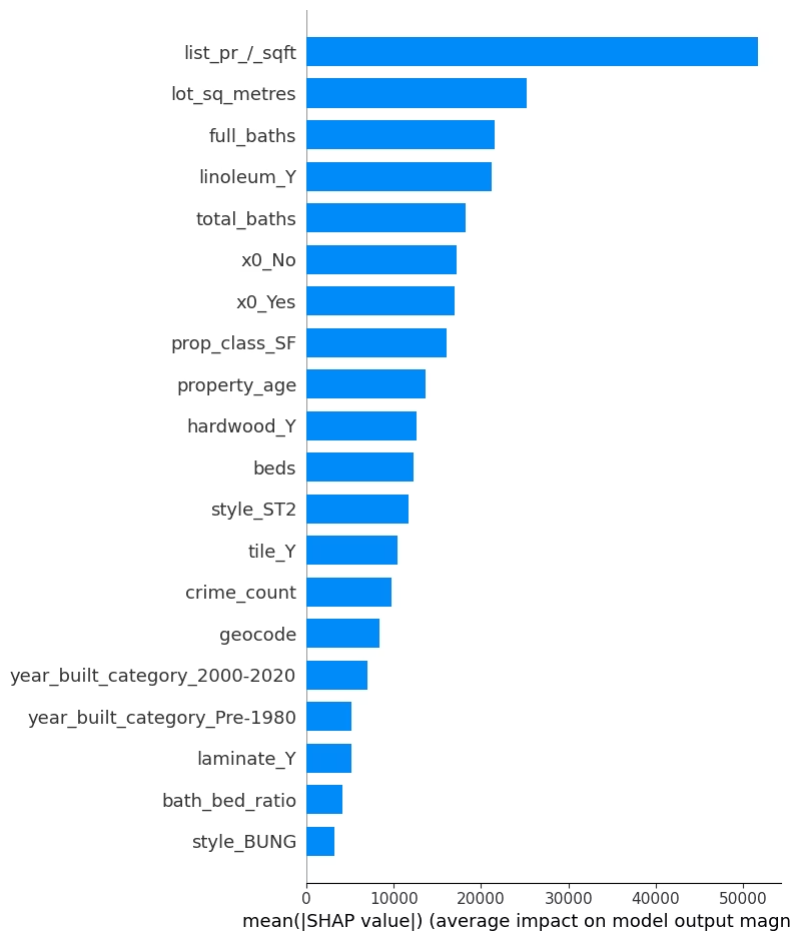 list_pr_/_sqft
lot_sq_metres
full_baths
linoleum_Y
total_baths
x0_No
x0_Yes
prop_class_SF
property_age
hardwood_Y
beds
style_ST2
tile_Y
crime_count
geocode
year_built_category_2000-2020
year_built_category_Pre-1980
laminate_Y
bath_bed_ratio
style_BUNG
0 10000 20000 30000 40000 50000
mean(|SHAP value|) (average impact on model output magn